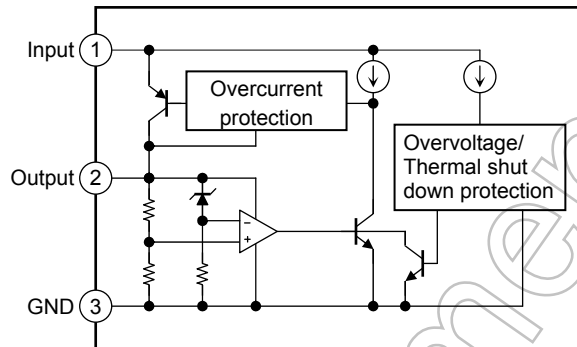 Input 1
Overcurrent
protection
Overvoltage/
Thermal shut
down protection
Output 2
−
+
GND 3